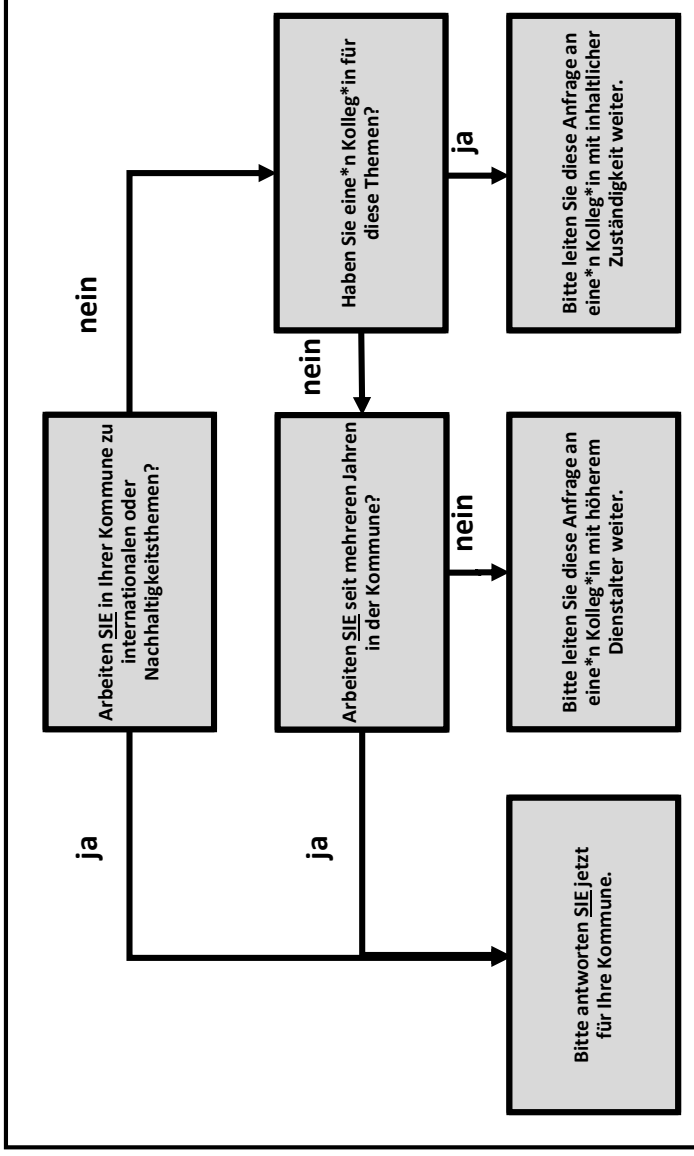 Arbeiten SIE in Ihrer Kommune zu
internationalen oder
Nachhaltigkeitsthemen?
ja
nein
Arbeiten SIE seit mehreren Jahren
in der Kommune?
ja
nein
nein
Haben Sie eine*n Kolleg*in für
diese Themen?
ja
Bitte antworten SIE jetzt
für Ihre Kommune.
Bitte leiten Sie diese Anfrage an
eine*n Kolleg*in mit höherem
Dienstalter weiter.
Bitte leiten Sie diese Anfrage an
eine*n Kolleg*in mit inhaltlicher
Zuständigkeit weiter.